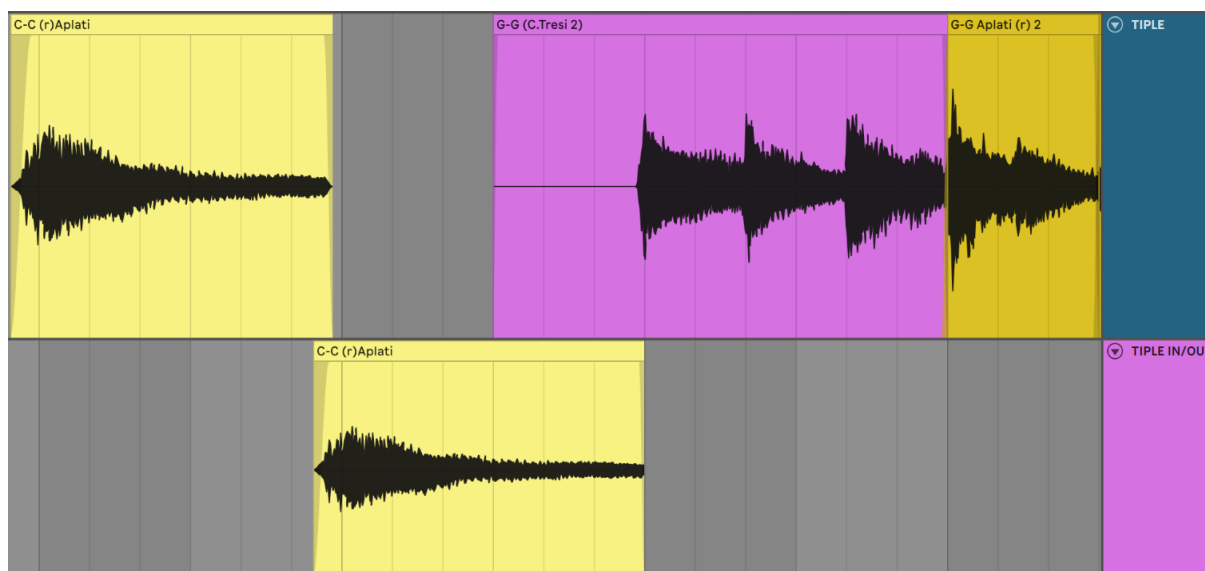 C-C (r)Aplati
G-G (C.Tresi 2)
G-G Aplati (r) 2
TIPLE
C-C (r)Aplati
TIPLE IN/OU